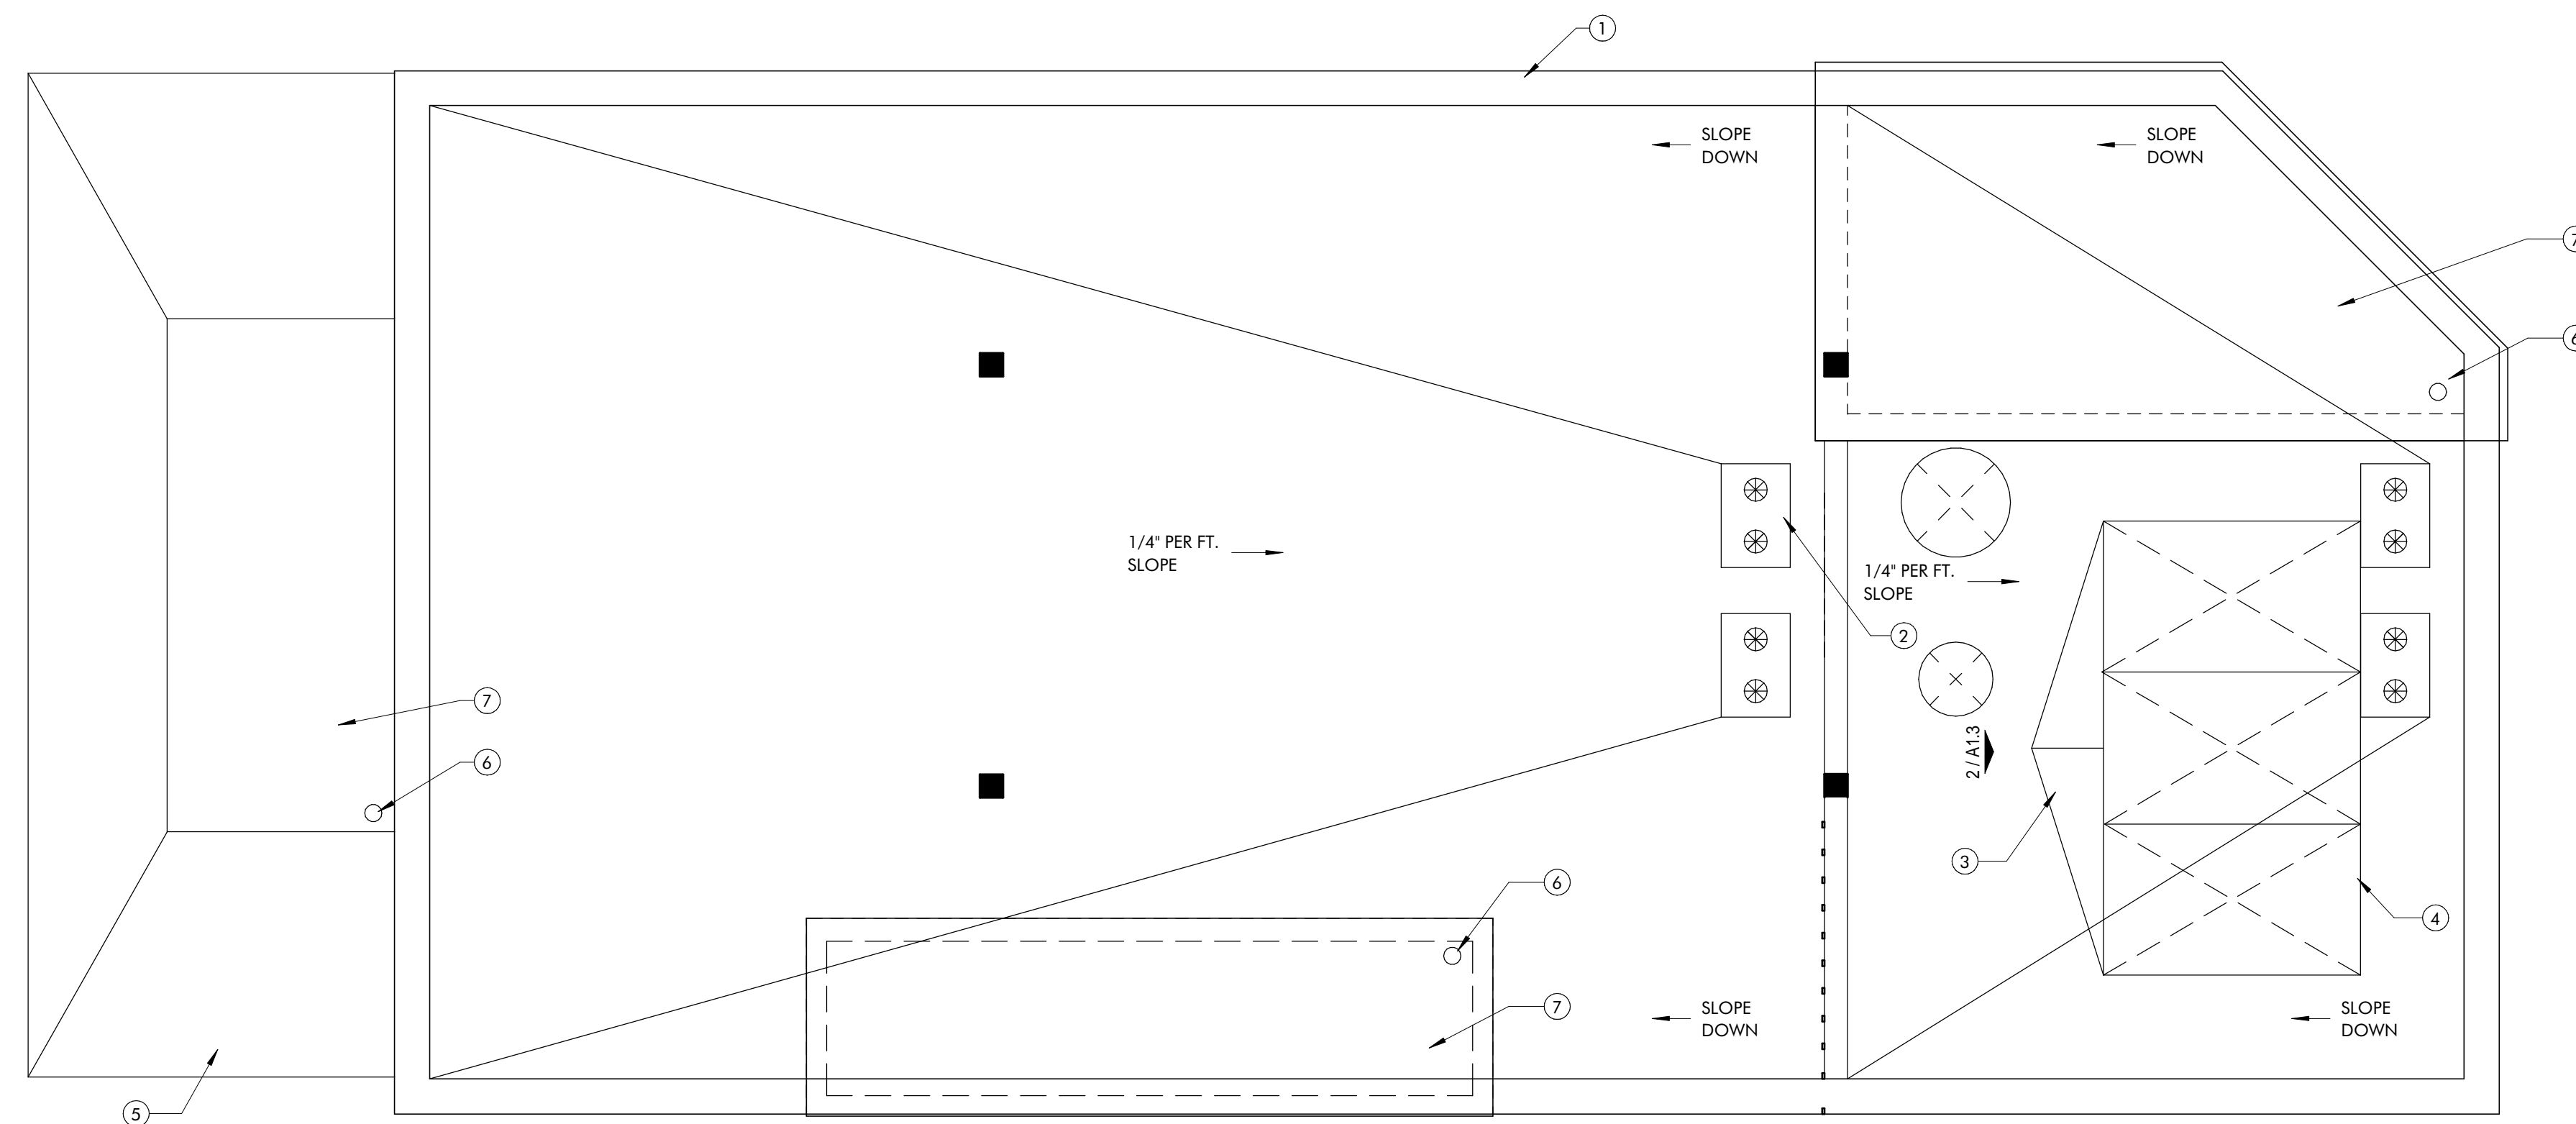 1
SLOPE
DOWN
SLOPE
DOWN
7
6
1/4" PER FT.
SLOPE
1/4" PER FT.
SLOPE
2
7
6
2 / A1.3
3
6
4
7
SLOPE
DOWN
SLOPE
DOWN
5